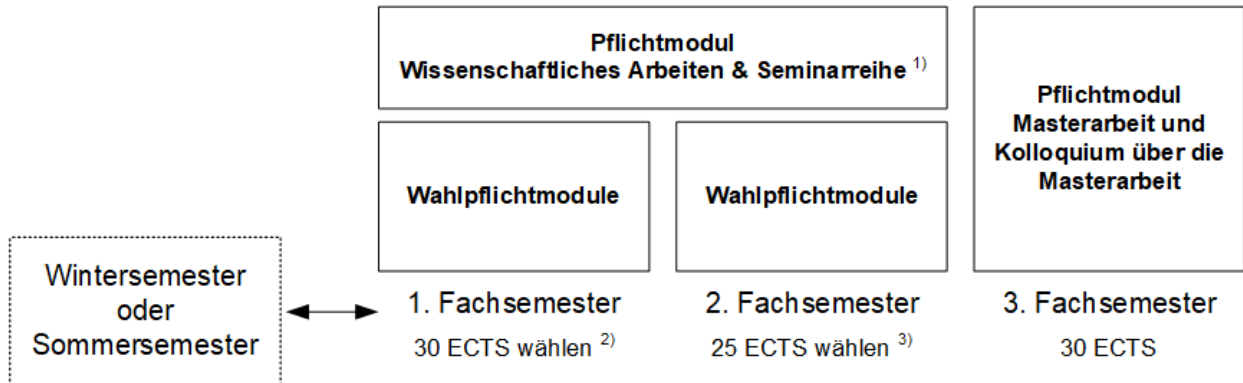 Pflichtmodul
Wissenschaftliches Arbeiten & Seminarreihe 1)
Pflichtmodul
Masterarbeit und
Kolloquium über die
Masterarbeit
Wahlpflichtmodule
Wahlpflichtmodule
Wintersemester
oder
Sommersemester
1. Fachsemester
30 ECTS wählen 2)
2. Fachsemester
25 ECTS wählen 3)
3. Fachsemester
30 ECTS